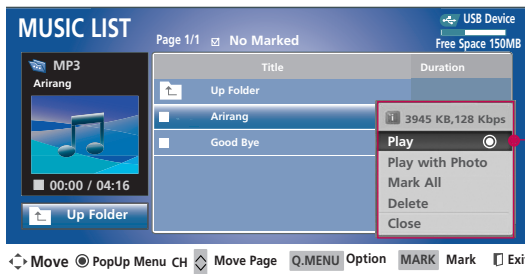 MUSIC LIST
Page 1/1 No Marked
USB Device
Free Space 150MB
MP3
Arirang
00:00 / 04:16
Up Folder
Title Duration
Up Folder
Arirang
Good Bye
3945 KB,128 Kbps
Play
Play with Photo
Mark All
Delete
Close
Move PopUp Menu CH Move Page Q.MENU Option MARK Mark Exi